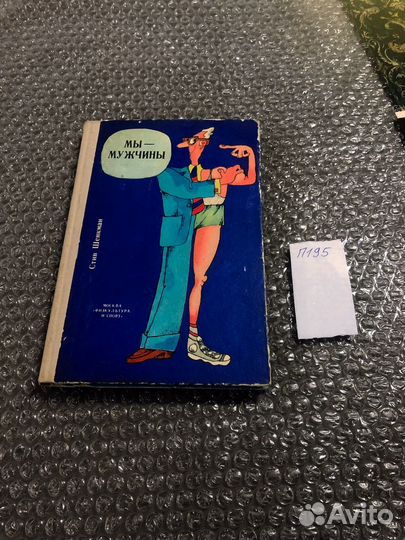 МЫ —
МУЖЧИНЫ
Стив Шенкман
МОСКВА
«ФИЗКУЛЬТУРА
И СПОРТ»
П195
Avito